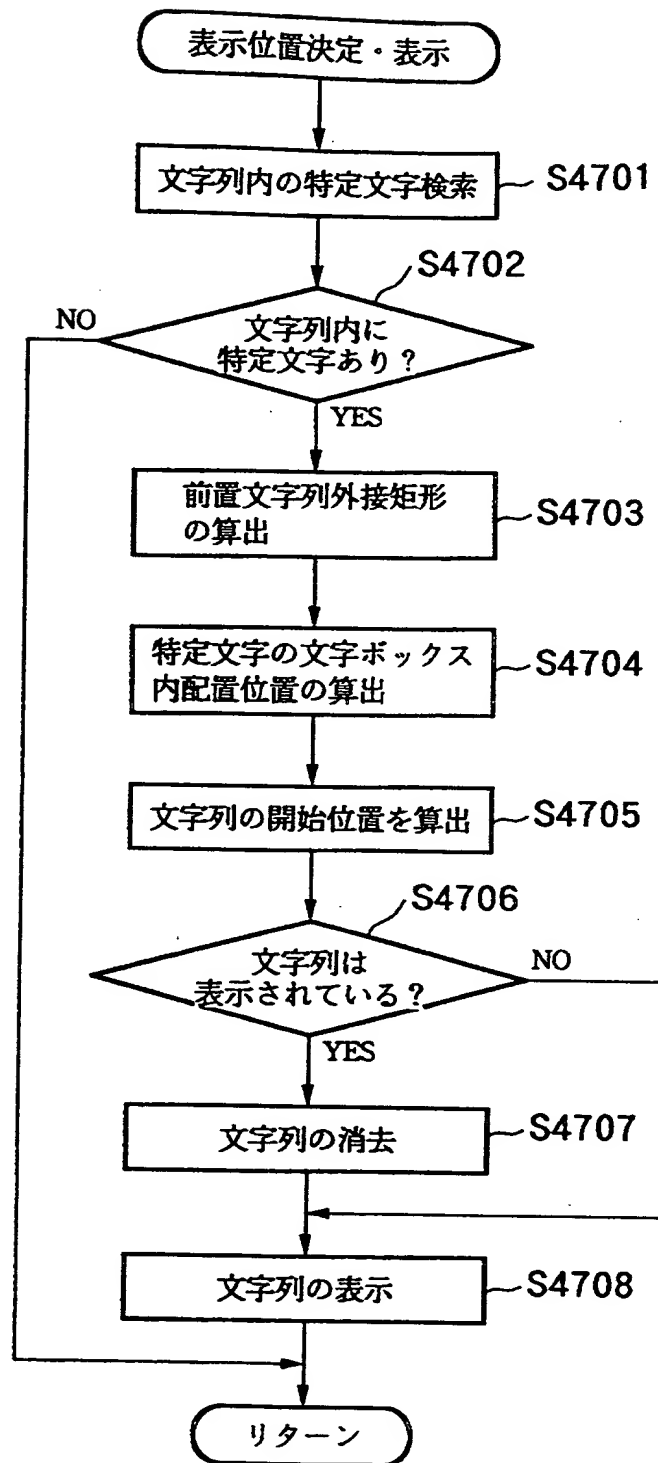 表示位置決定・表示
文字列内の特定文字検索
S4701
S4702
NO
文字列内に
特定文字あり?
YES
前置文字列外接矩形
の算出
S4703
特定文字の文字ボックス
内配置位置の算出
S4704
文字列の開始位置を算出
S4705
S4706
文字列は
表示されている?
NO
YES
文字列の消去
S4707
文字列の表示
S4708
リターン